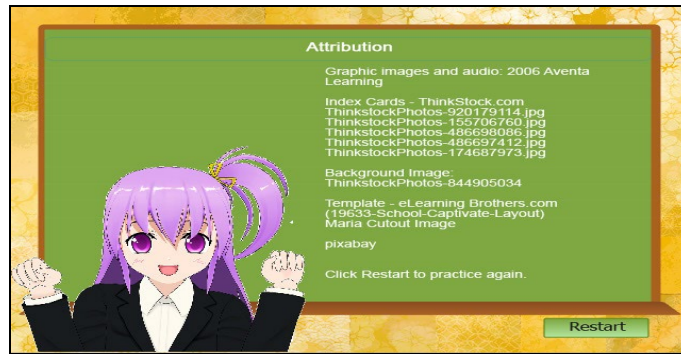 Attribution
Graphic images and audio: 2006 Aventa
Learning
Index Cards - ThinkStock.com
ThinkstockPhotos-920179114.jpg
ThinkstockPhotos-155706760.jpg
ThinkstockPhotos-486698086.jpg
ThinkstockPhotos-486697412.jpg
ThinkstockPhotos-174687973.jpg
Background Image:
ThinkstockPhotos-844905034
Template - eLearning Brothers.com
(19633-School-Captivate-Layout)
Maria Cutout Image
pixabay
Click Restart to practice again.
Restart